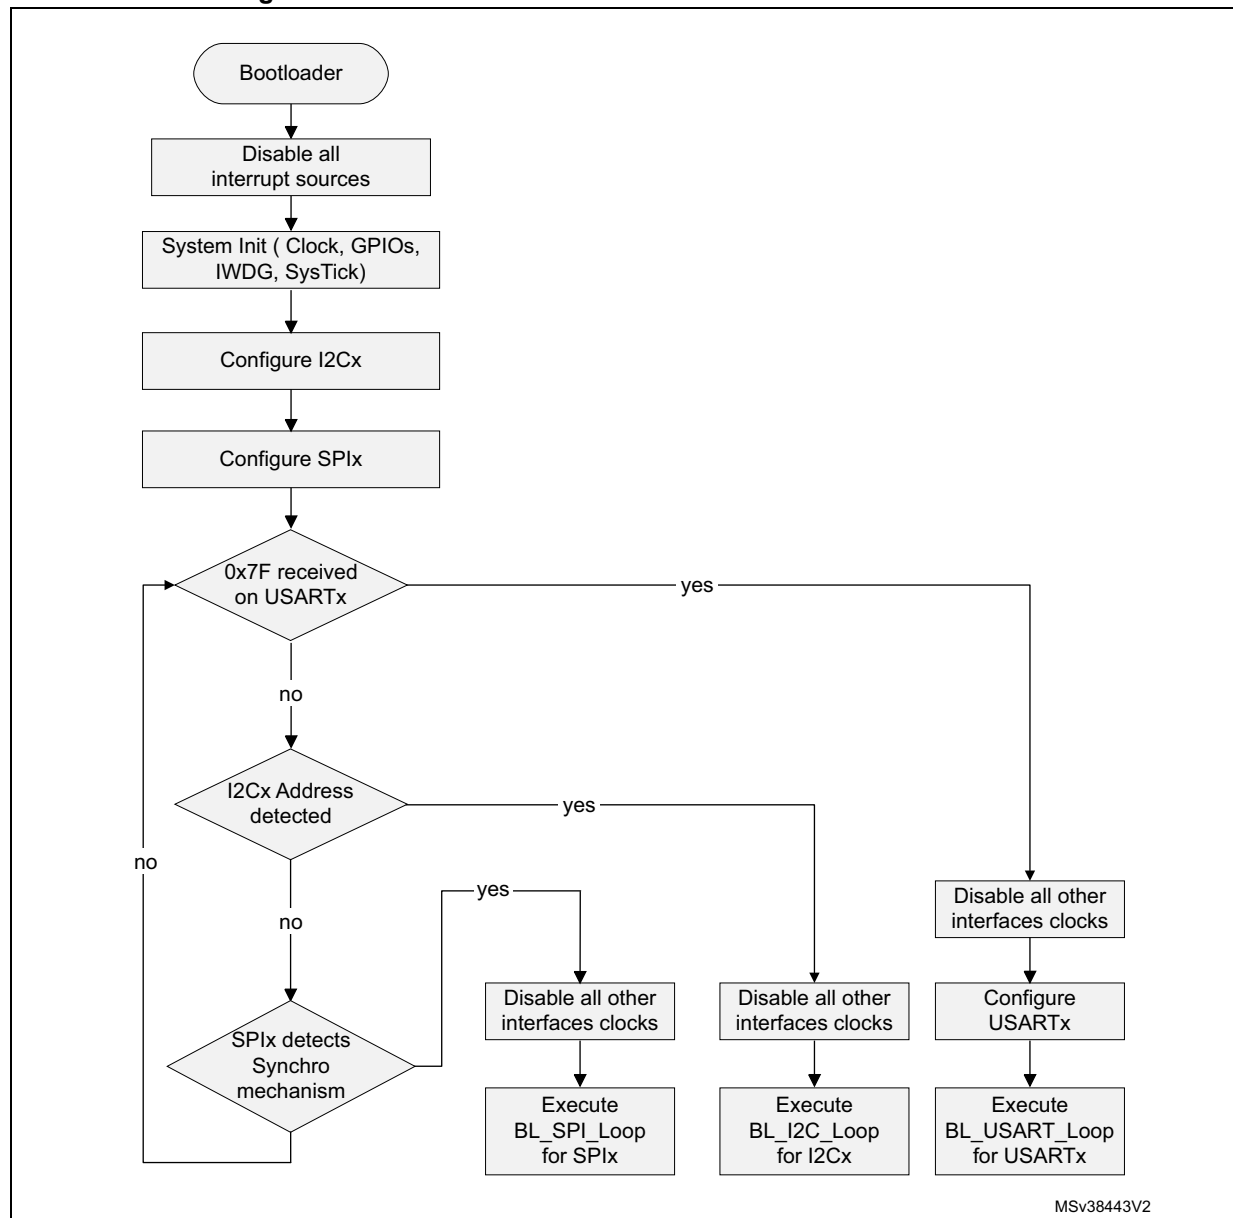 Bootloader
Disable all
interrupt sources
System Init ( Clock, GPIOs,
IWDG, SysTick)
Configure I2Cx
Configure SPIx
0x7F received
on USARTx
yes
no
I2Cx Address
detected
yes
no
no
yes
Disable all other
interfaces clocks
SPIx detects
Synchro
mechanism
Disable all other
interfaces clocks
Disable all other
interfaces clocks
Configure
USARTx
Execute
BL_SPI_Loop
for SPIx
Execute
BL_I2C_Loop
for I2Cx
Execute
BL_USART_Loop
for USARTx
MSv38443V2